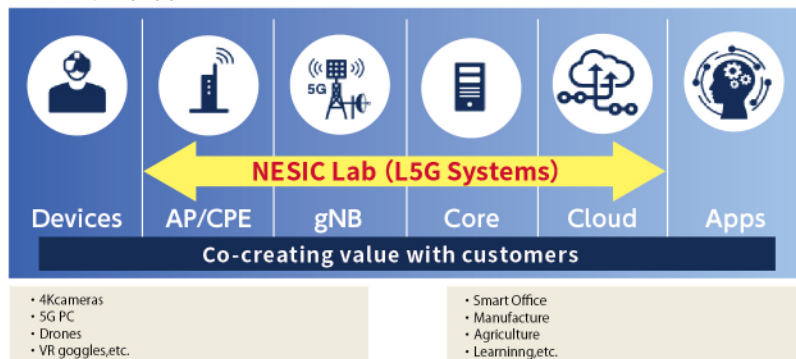 5G
NESIC Lab (L5G Systems)
Devices
AP/CPE
gNB
Core
Cloud
Apps
Co-creating value with customers
・4Kcameras
・5G PC
・Drones
・VR goggles,etc.
・Smart Office
・Manufacture
・Agriculture
・Learninng,etc.